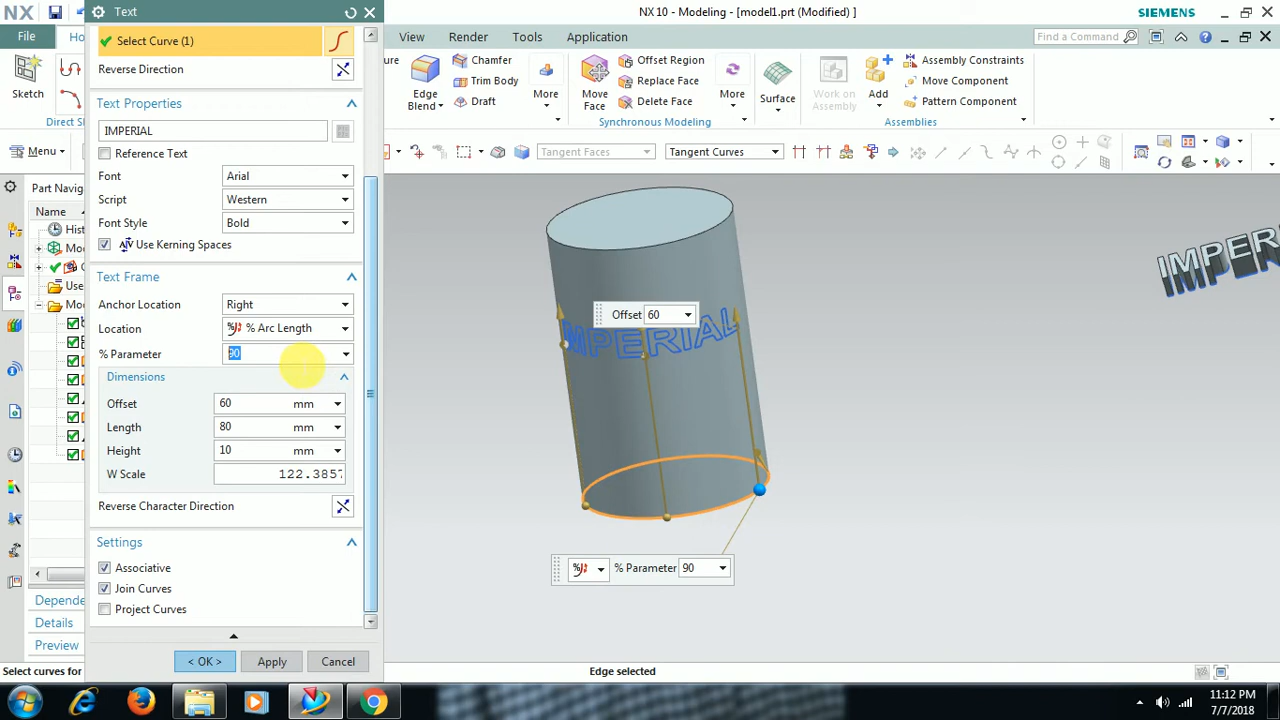 NX
NX 10 - Modeling - [model1.prt (Modified) ]
SIEMENS
Text
File
View
Render
Tools
Application
Find a Command
Select Curve (1)
Reverse Direction
Sketch
Chamfer
Trim Body
Draft
Edge
Blend
More
Move
Face
Offset Region
Replace Face
Delete Face
More
Synchronous Modeling
Surface
Work on
Assembly
Add
Assembly Constraints
Move Component
Pattern Component
Assemblies
Menu
Tangent Faces
Tangent Curves
Text Properties
IMPERIAL
Reference Text
Font
Arial
Script
Western
Font Style
Bold
Use Kerning Spaces
Text Frame
Anchor Location
Right
Location
% Arc Length
% Parameter
90
Dimensions
Offset
60
mm
Length
80
mm
Height
10
mm
W Scale
122.3857
Reverse Character Direction
Settings
Associative
Join Curves
Project Curves
< OK >
Apply
Cancel
Part Navig
Name
Details
Preview
Select curves for
Offset 60
IMPERIAL
% Parameter 90
Edge selected
11:12 PM
7/7/2018